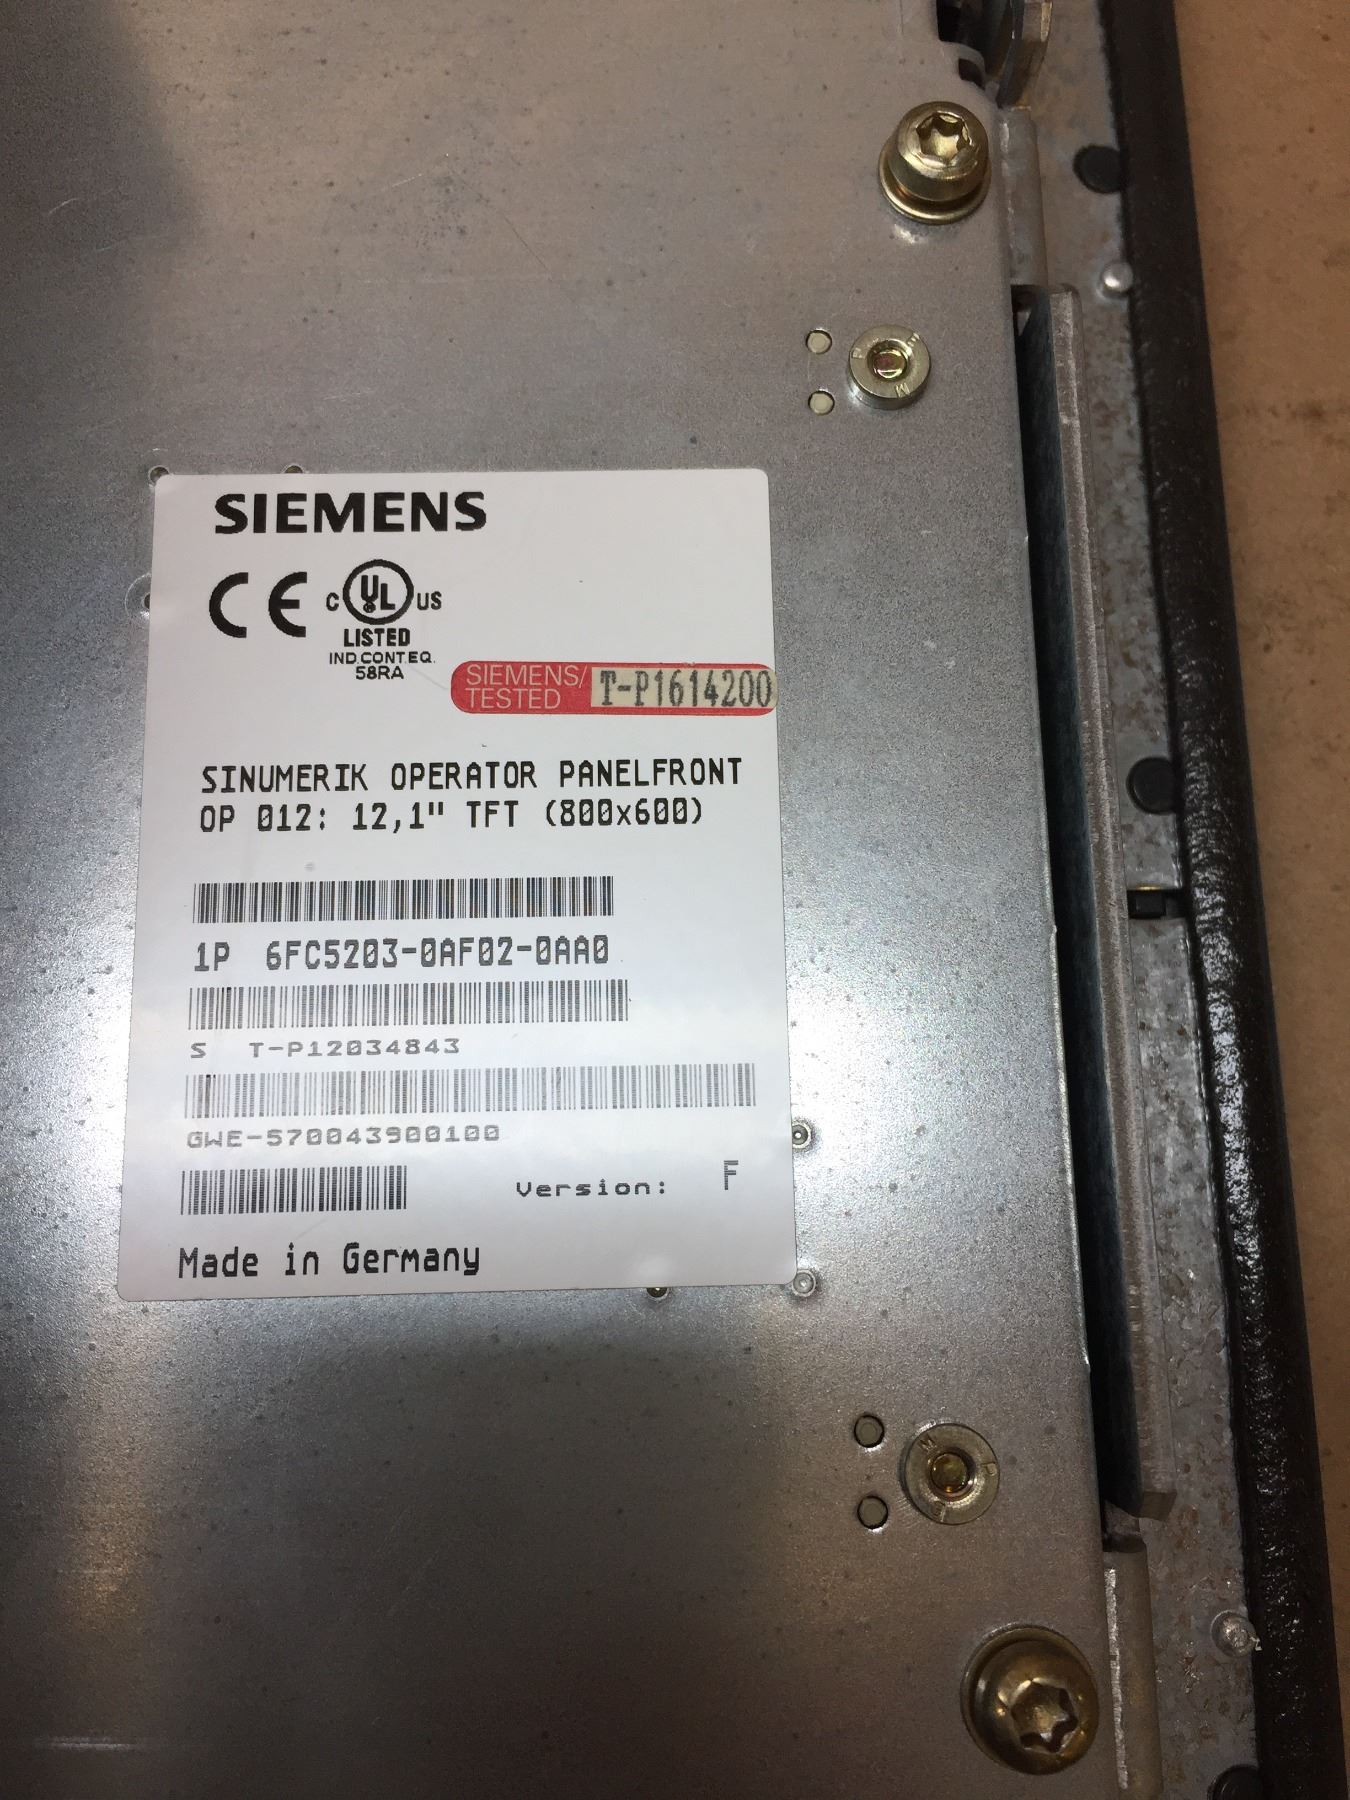 SIEMENS
CE
C UL US
LISTED
IND.CONT.EQ.
58RA
SIEMENS/
TESTED
T-P1614200
SINUMERIK OPERATOR PANELFRONT
OP 012: 12,1" TFT (800x600)
1P 6FC5203-0AF02-0AA0
S T-P12034843
GWE-570043900100
Version: F
Made in Germany